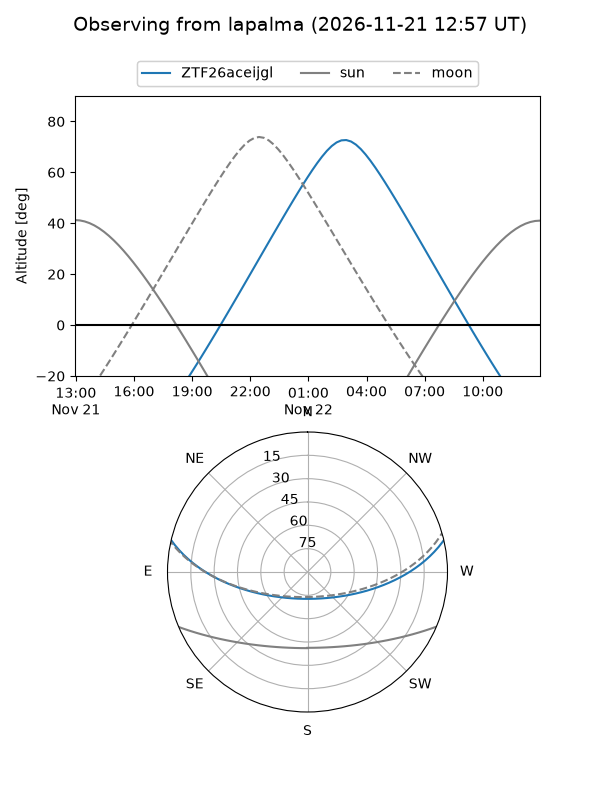 Observing from lapalma (2026-11-21 12:57 UT)
ZTF26aceijgl sun moon
Altitude [deg]
80
60
40
20
0
−20
13:00 16:00 19:00 22:00 01:00 04:00 07:00 10:00
Nov 21 Nov 22
N
NE NW
15
30
45
60
75
E W
SE SW
S